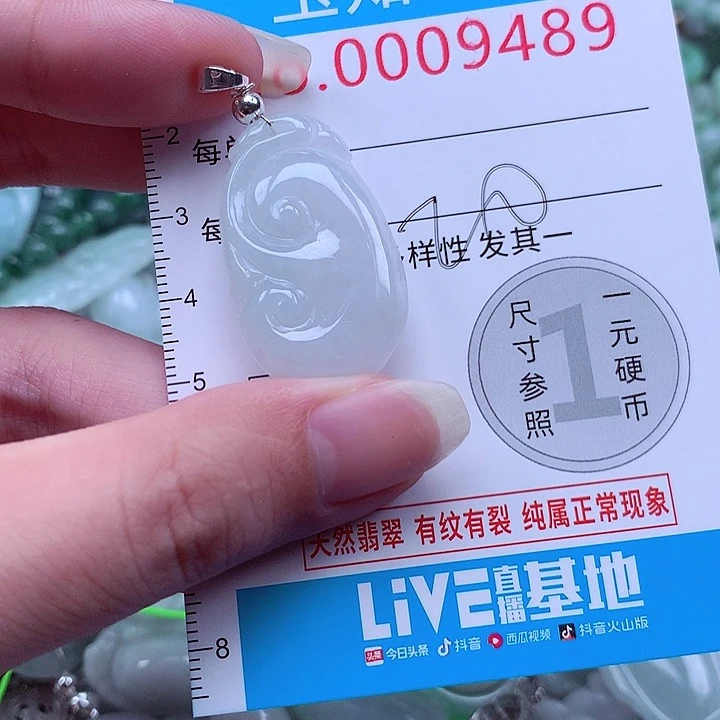 .0009489
2
每单
3
每
样性 发其一
4
5
8
尺寸参照
1
一元硬币
天然翡翠 有纹有裂 纯属正常现象
LiVE直播基地
头条 今日头条 抖音 西瓜视频 抖音火山版